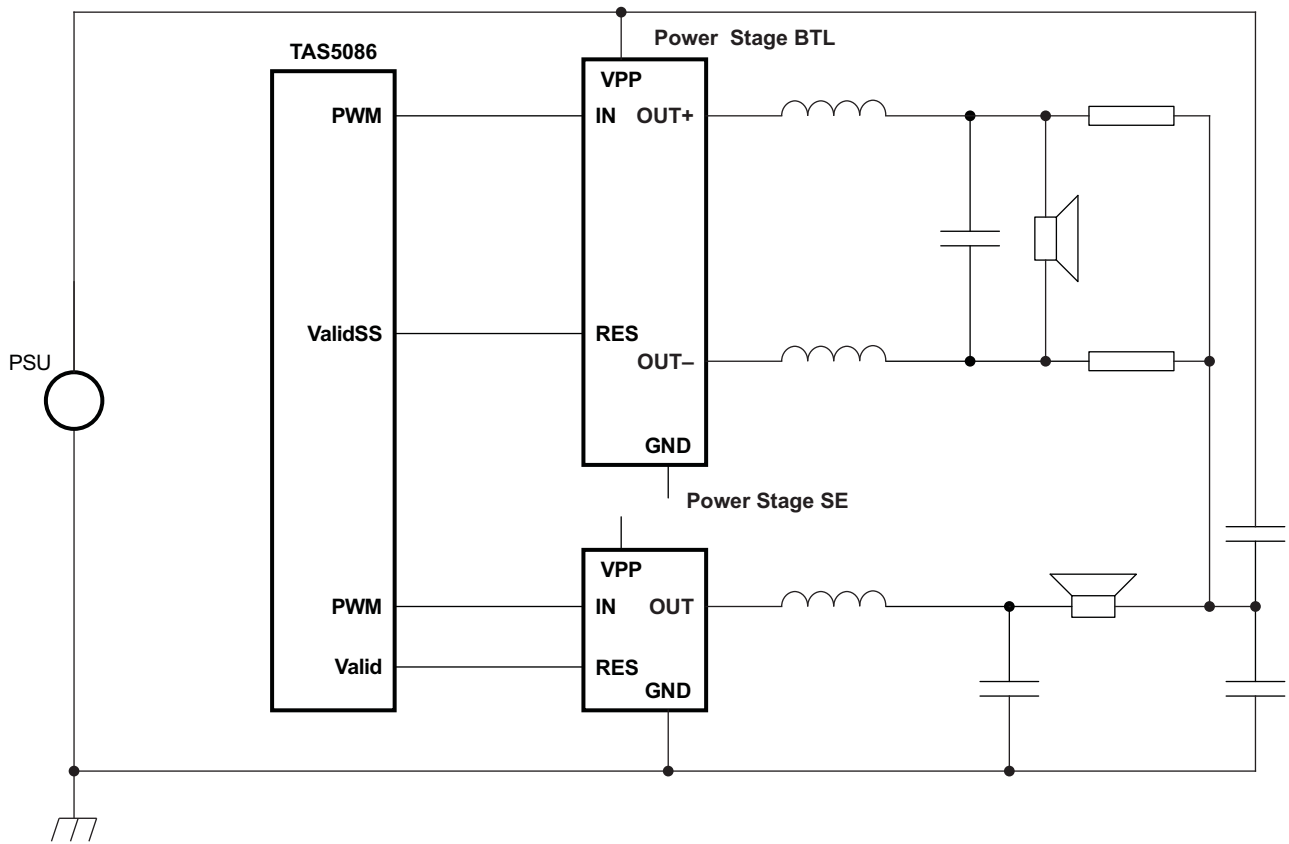 Power Stage BTL
TAS5086
VPP
PWM
IN
OUT+
ValidSS
RES
OUT–
PSU
GND
Power Stage SE
VPP
PWM
IN
OUT
Valid
RES
GND